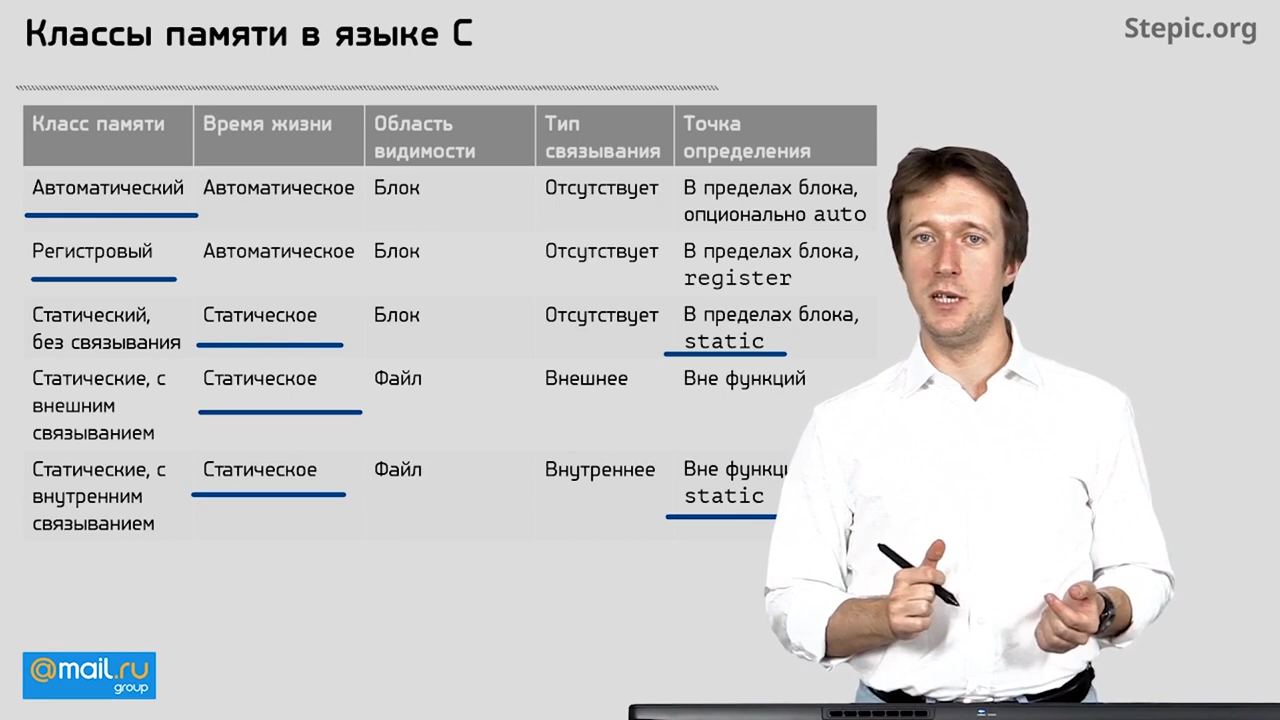 Классы памяти в языке С
Stepic.org
Класс памяти Время жизни Область видимости Тип связывания Точка определения
Автоматический Автоматическое Блок Отсутствует В пределах блока, опционально auto
Регистровый Автоматическое Блок Отсутствует В пределах блока, register
Статический, без связывания Статическое Блок Отсутствует В пределах блока, static
Статические, с внешним связыванием Статическое Файл Внешнее Вне функций
Статические, с внутренним связыванием Статическое Файл Внутреннее Вне static
@mail.ru
group